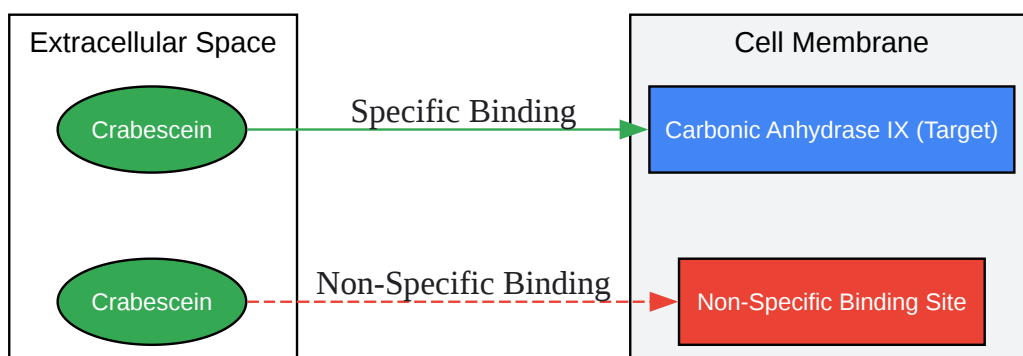 Extracellular Space
Cell Membrane
Crabescein
Specific Binding
Carbonic Anhydrase IX (Target)
Crabescein
Non-Specific Binding
Non-Specific Binding Site